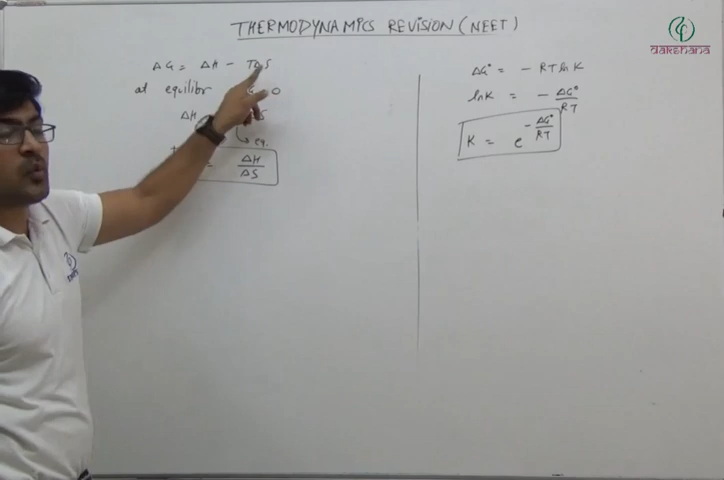 THERMODYNAMICS REVISION (NEET)
dakshana
ΔG = ΔH - TΔS
at equilibr
ΔH
eq.
= ΔH/ΔS
ΔG° = - RT ln K
lnK = - ΔG°/RT
K = e^(-ΔG°/RT)